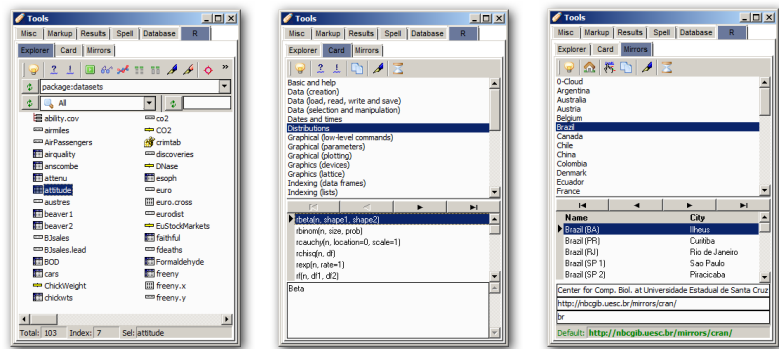 Tools
Misc Markup Results Spell Database R
Explorer Card Mirrors
package:datasets
All
ability.cov co2
airmiles CO2
AirPassengers crimtab
airquality discoveries
anscombe DNase
attenu esoph
attitude euro
austres euro.cross
beaver1 eurodist
beaver2 EuStockMarkets
BJsales faithful
BJsales.lead fdeaths
BOD Formaldehyde
cars freeny
ChickWeight freeny.x
chickwts freeny.y
Total: 103 Index: 7 Sel: attitude
Tools
Misc Markup Results Spell Database R
Explorer Card Mirrors
Basic and help
Data (creation)
Data (load, read, write and save)
Data (selection and manipulation)
Dates and times
Distributions
Graphical (low-level commands)
Graphical (parameters)
Graphical (plotting)
Graphics (devices)
Graphics (lattice)
Indexing (data frames)
Indexing (lists)
rbeta(n, shape1, shape2)
rbinom(n, size, prob)
rcauchy(n, location=0, scale=1)
rchisq(n, df)
rexp(n, rate=1)
rf(n, df1, df2)
Beta
Tools
Misc Markup Results Spell Database R
Explorer Card Mirrors
0-Cloud
Argentina
Australia
Austria
Belgium
Brazil
Canada
Chile
China
Colombia
Denmark
Ecuador
France
Name City
Brazil (BA) Ilheus
Brazil (PR) Curitiba
Brazil (RJ) Rio de Janeiro
Brazil (SP 1) Sao Paulo
Brazil (SP 2) Piracicaba
Center for Comp. Biol. at Universidade Estadual de Santa Cruz
http://nbcgib.uesc.br/mirrors/cran/
br
Default: http://nbcgib.uesc.br/mirrors/cran/